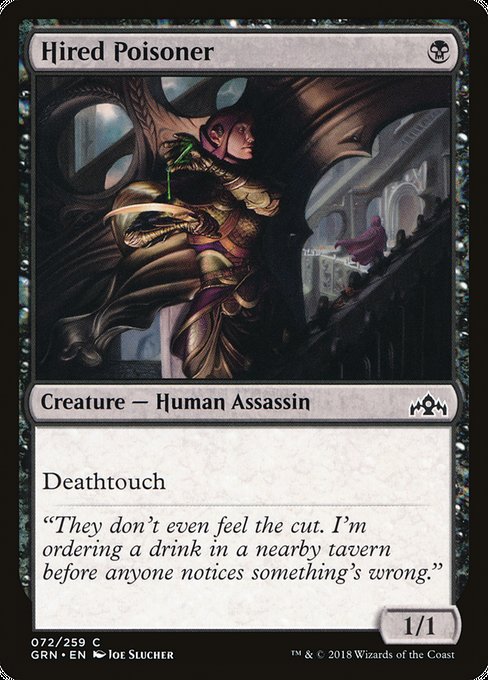 Hired Poisoner
Creature — Human Assassin
Deathtouch
“They don’t even feel the cut. I’m
ordering a drink in a nearby tavern
before anyone notices something’s wrong.”
1/1
072/259 C
GRN • EN Joe Slucher
™ & © 2018 Wizards of the Coast